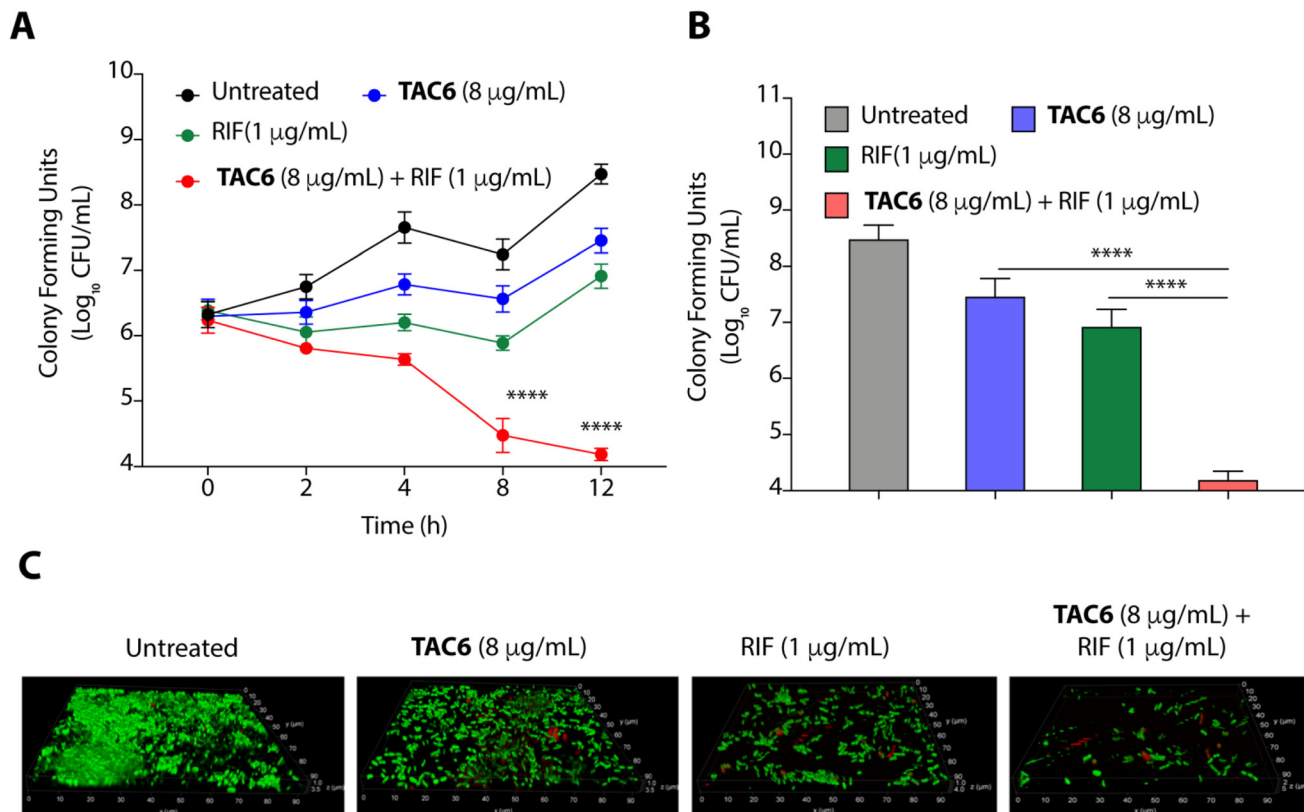 A
Colony Forming Units
(Log10 CFU/mL)
10
9
8
7
6
5
4
Untreated
TAC6 (8 µg/mL)
RIF(1 µg/mL)
TAC6 (8 µg/mL) + RIF (1 µg/mL)
****
****
0 2 4 8 12
Time (h)
B
Colony Forming Units
(Log10 CFU/mL)
11
10
9
8
7
6
5
4
Untreated
TAC6 (8 µg/mL)
RIF(1 µg/mL)
TAC6 (8 µg/mL) + RIF (1 µg/mL)
****
****
C
Untreated
TAC6 (8 µg/mL)
RIF (1 µg/mL)
TAC6 (8 µg/mL) +
RIF (1 µg/mL)